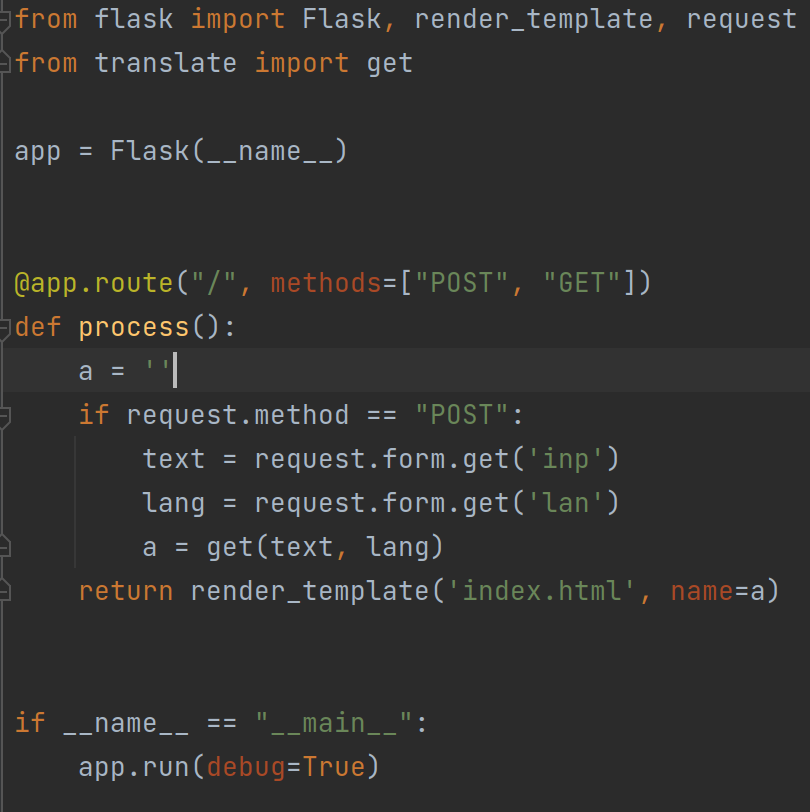 from flask import Flask, render_template, request
from translate import get
app = Flask(__name__)
@app.route("/", methods=["POST", "GET"])
def process():
    a = ''
    if request.method == "POST":
        text = request.form.get('inp')
        lang = request.form.get('lan')
        a = get(text, lang)
    return render_template('index.html', name=a)
if __name__ == "__main__":
    app.run(debug=True)